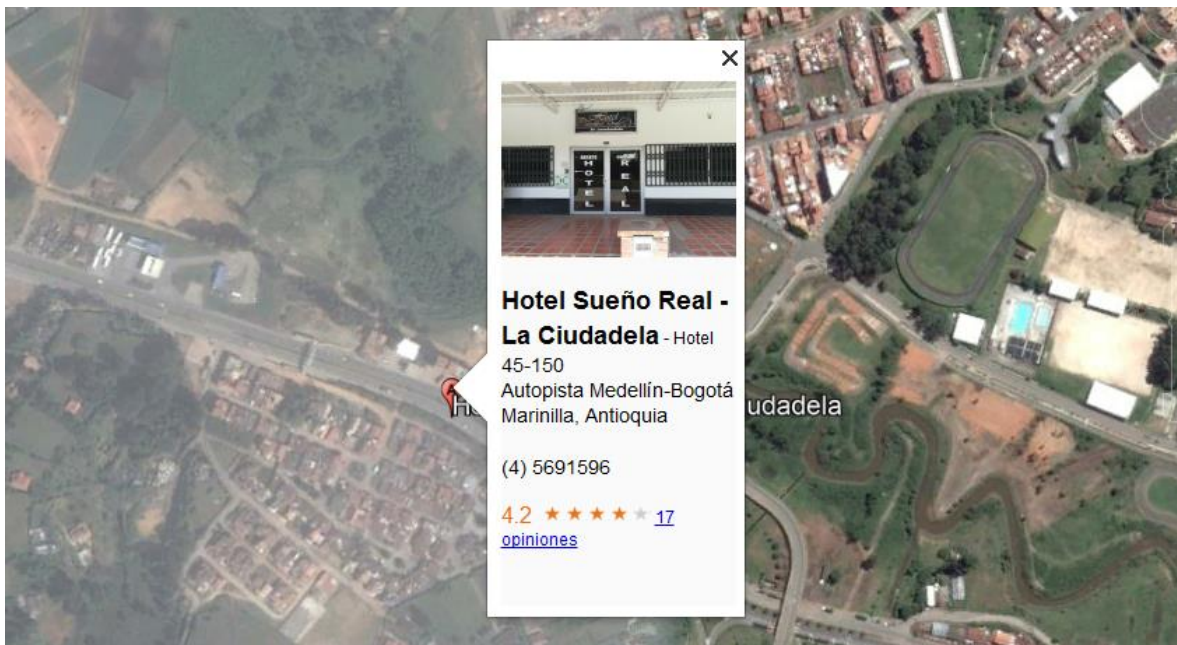 HOTEL
REAL
Hotel Sueño Real -
La Ciudadela - Hotel
45-150
Autopista Medellín-Bogotá
Marinilla, Antioquia
(4) 5691596
4.2 17
opiniones
udadela